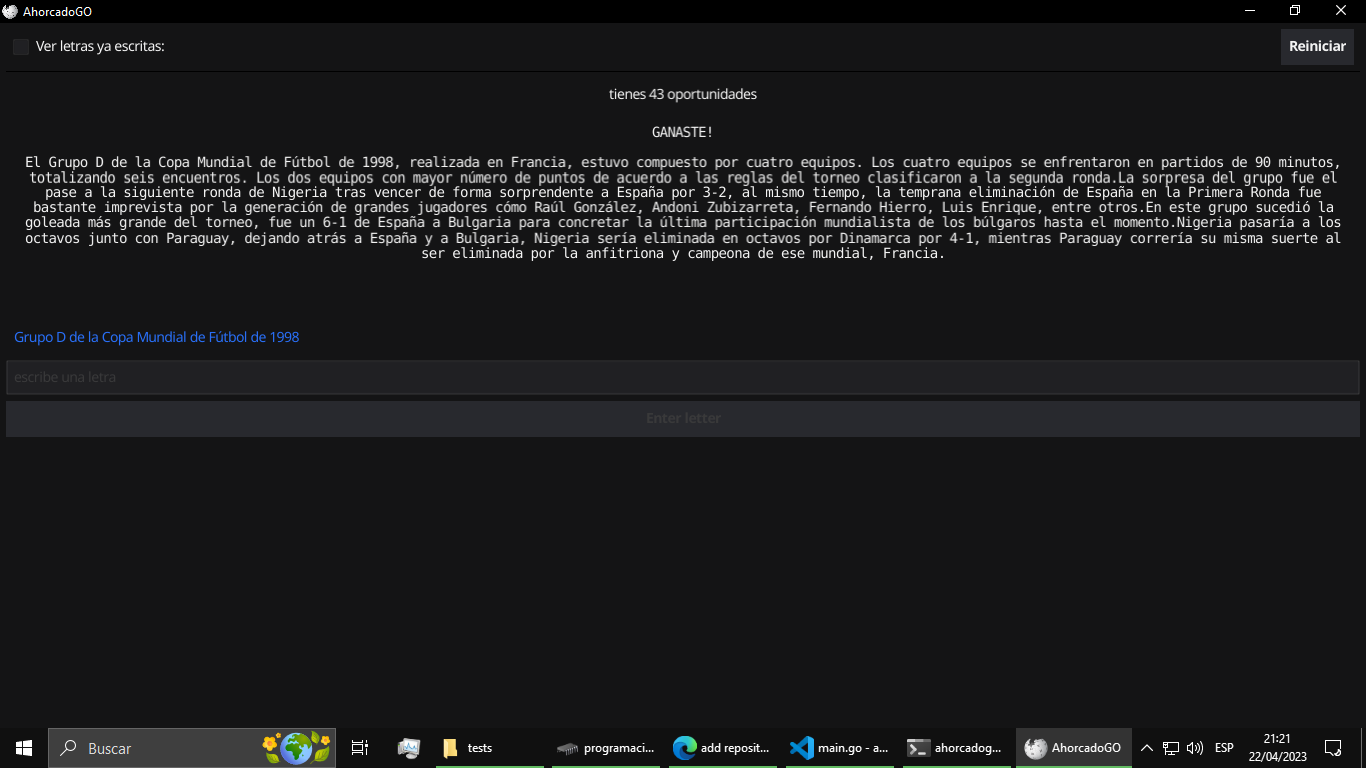 AhorcadoGO
Ver letras ya escritas:
Reiniciar
tienes 43 oportunidades
GANASTE!
El Grupo D de la Copa Mundial de Fútbol de 1998, realizada en Francia, estuvo compuesto por cuatro equipos. Los cuatro equipos se enfrentaron en partidos de 90 minutos,
totalizando seis encuentros. Los dos equipos con mayor número de puntos de acuerdo a las reglas del torneo clasificaron a la segunda ronda.La sorpresa del grupo fue el
pase a la siguiente ronda de Nigeria tras vencer de forma sorprendente a España por 3-2, al mismo tiempo, la temprana eliminación de España en la Primera Ronda fue
bastante imprevista por la generación de grandes jugadores cómo Raúl González, Andoni Zubizarreta, Fernando Hierro, Luis Enrique, entre otros.En este grupo sucedió la
goleada más grande del torneo, fue un 6-1 de España a Bulgaria para concretar la última participación mundialista de los búlgaros hasta el momento.Nigeria pasaría a los
octavos junto con Paraguay, dejando atrás a España y a Bulgaria, Nigeria sería eliminada en octavos por Dinamarca por 4-1, mientras Paraguay correría su misma suerte al
ser eliminada por la anfitriona y campeona de ese mundial, Francia.
Grupo D de la Copa Mundial de Fútbol de 1998
escribe una letra
Enter letter
Buscar
tests
programaci...
add reposit...
main.go - a...
ahorcadog...
AhorcadoGO
ESP
21:21
22/04/2023